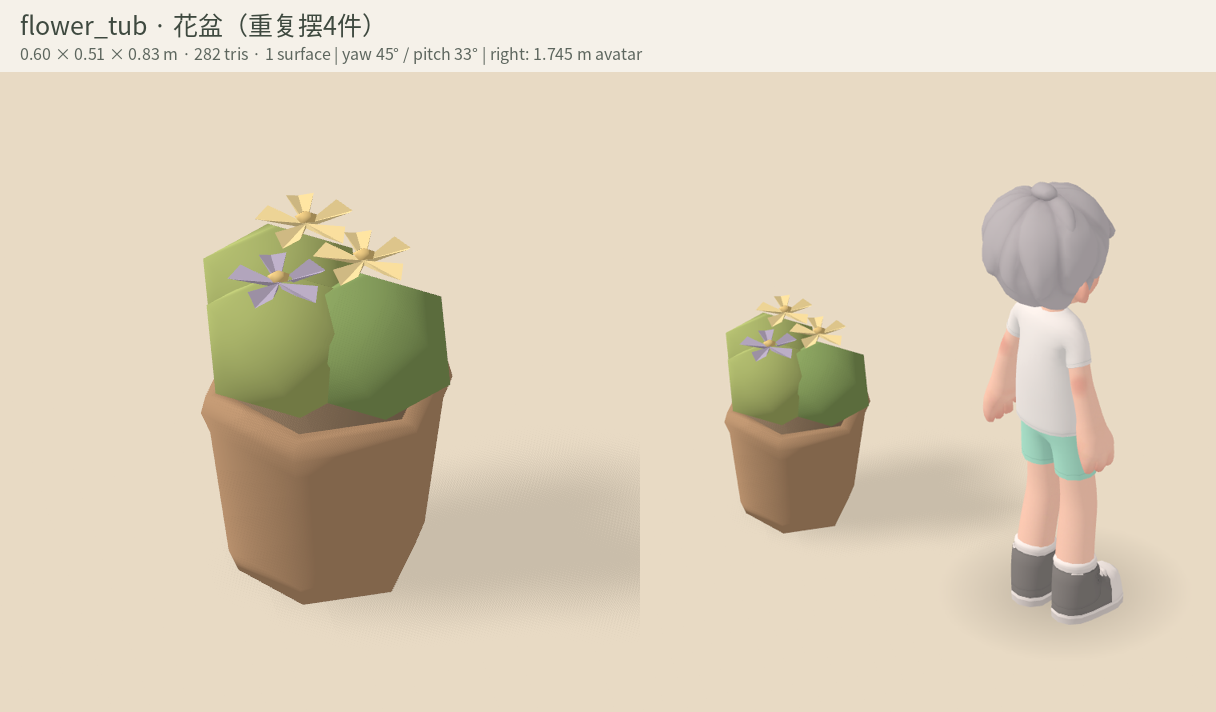 flower_tub · 花盆（重复摆4件）
0.60 × 0.51 × 0.83 m · 282 tris · 1 surface | yaw 45° / pitch 33° | right: 1.745 m avatar